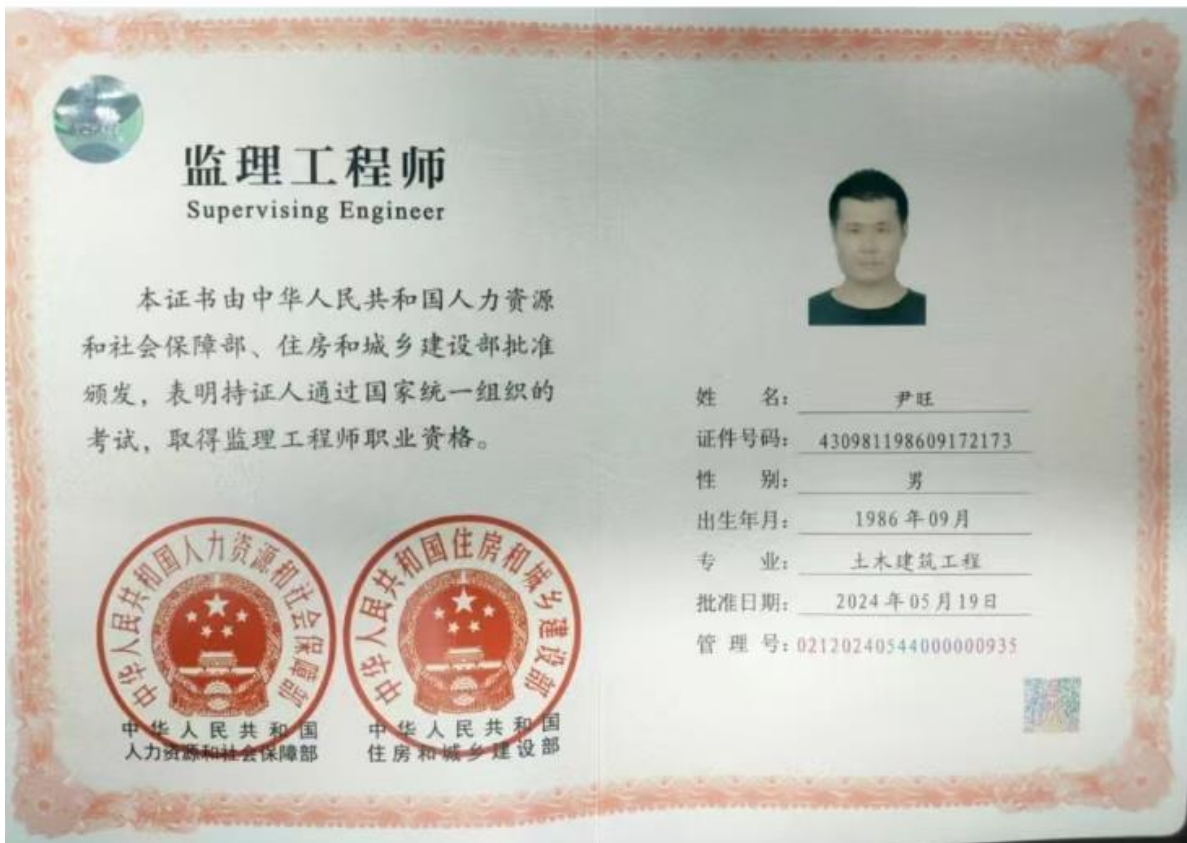 监理工程师
Supervising Engineer
本证书由中华人民共和国人力资源
和社会保障部、住房和城乡建设部批准
颁发，表明持证人通过国家统一组织的
考试，取得监理工程师职业资格。
中华人民共和国人力资源和社会保障部
中华人民共和国
人力资源和社会保障部
中华人民共和国住房和城乡建设部
中华人民共和国
住房和城乡建设部
姓 名： 尹旺
证件号码： 430981198609172173
性 别： 男
出生年月： 1986年09月
专 业： 土木建筑工程
批准日期： 2024年05月19日
管 理 号：02120240544000000935